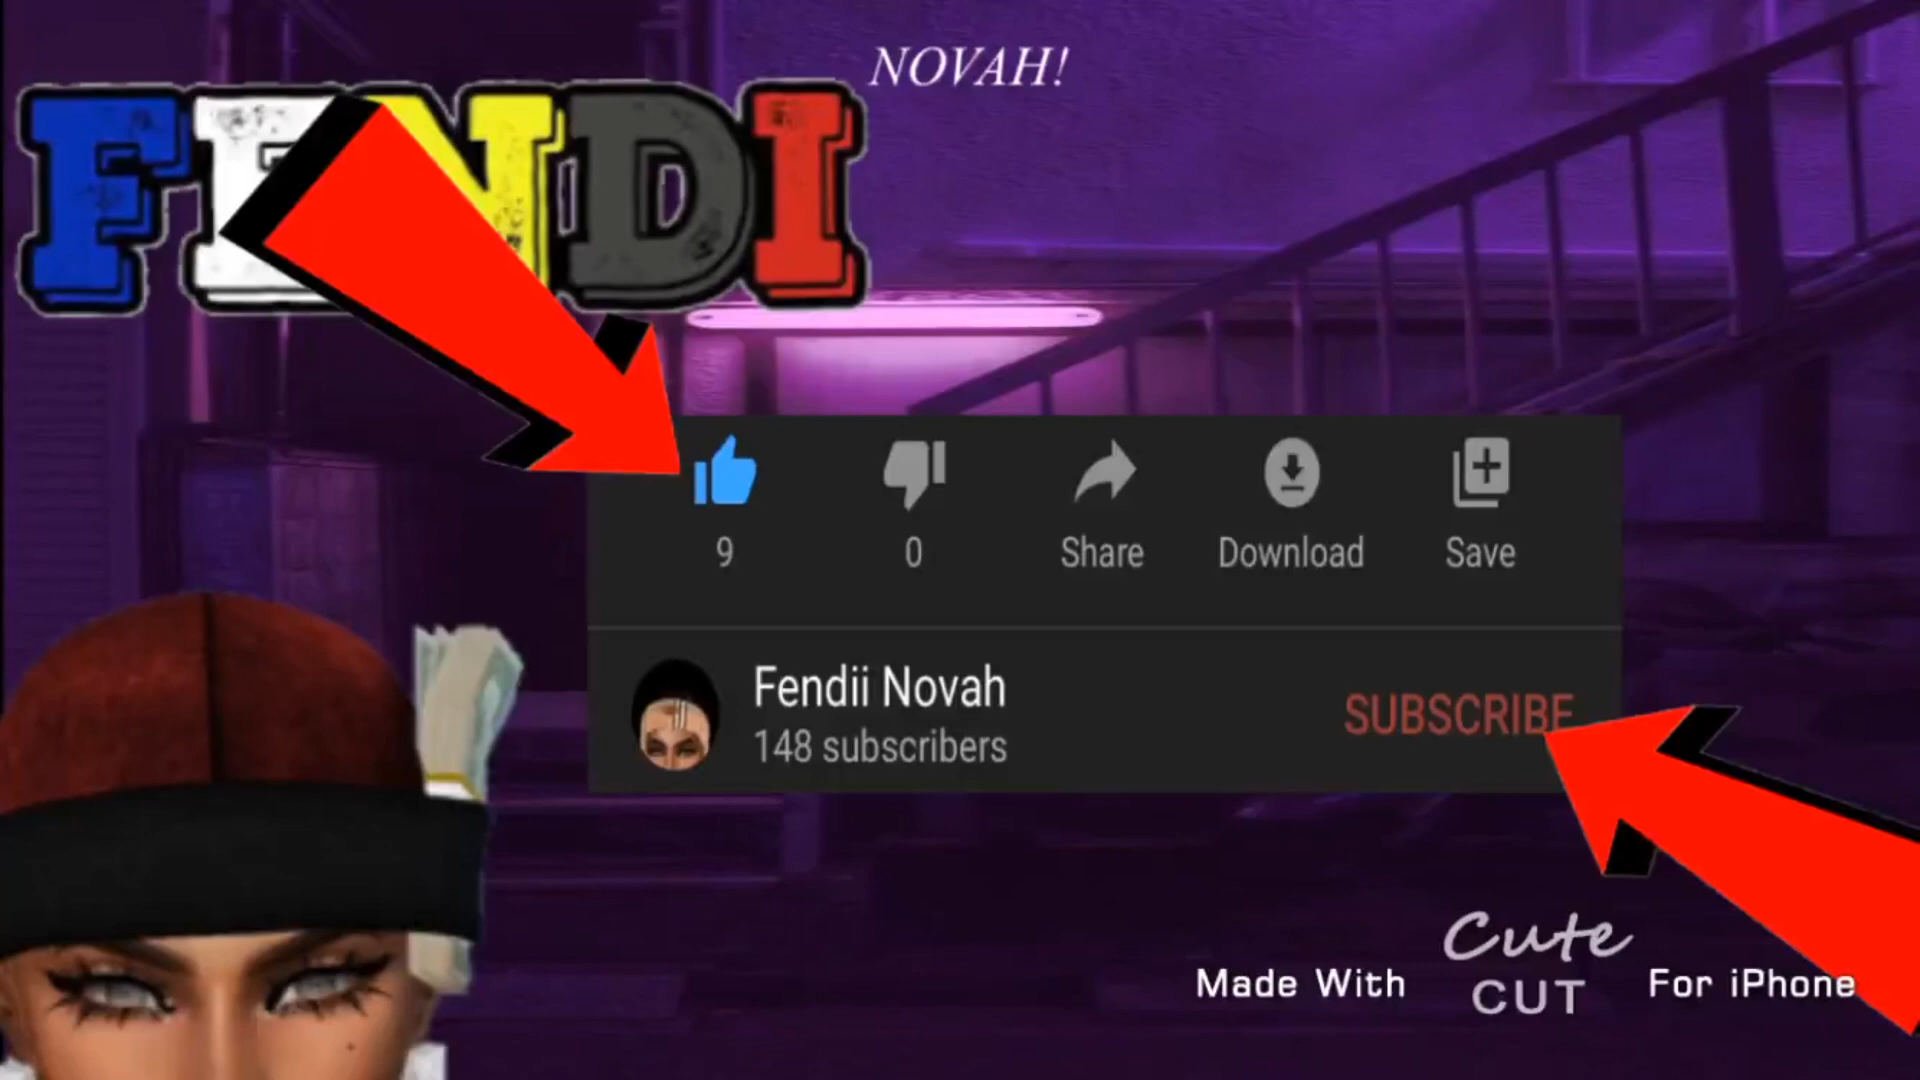 NOVAH!
FENDI
9
0
Share
Download
Save
Fendii Novah
148 subscribers
SUBSCRIBE
Made With Cute CUT For iPhone